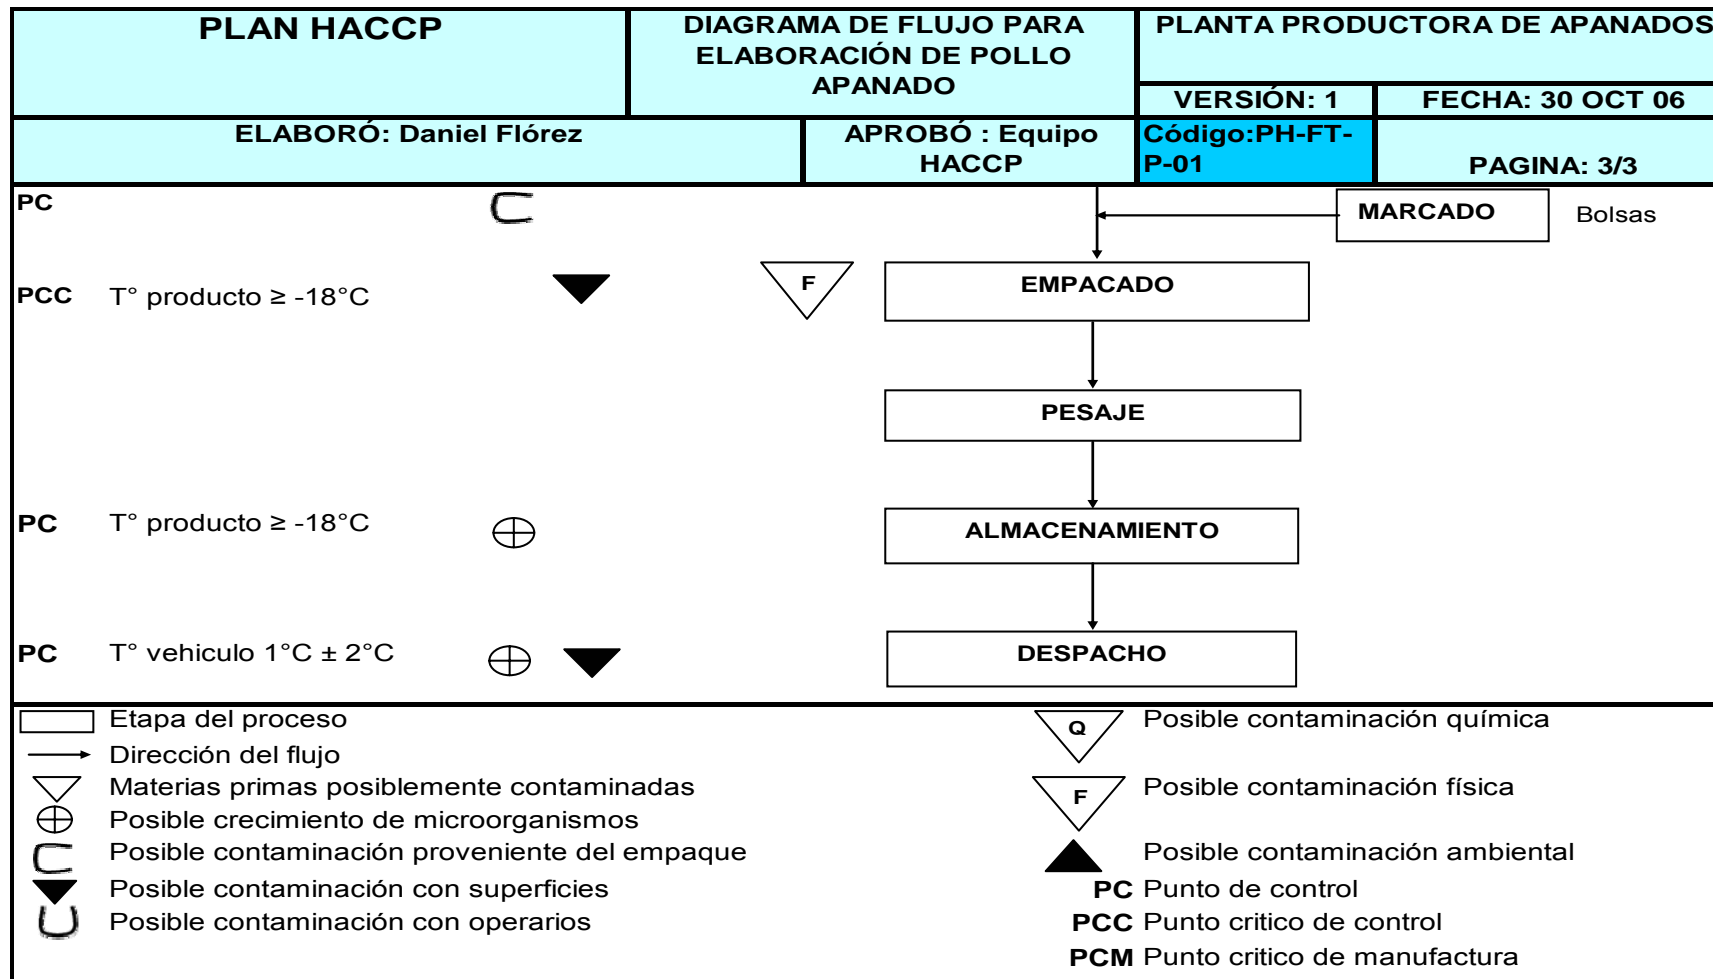 PLAN HACCP
DIAGRAMA DE FLUJO PARA
ELABORACIÓN DE POLLO
APANADO
PLANTA PRODUCTORA DE APANADOS
VERSIÓN: 1
FECHA: 30 OCT 06
ELABORÓ: Daniel Flórez
APROBÓ : Equipo
HACCP
Código:PH-FT-
P-01
PAGINA: 3/3
PC
MARCADO
Bolsas
PCC
T° producto ≥ -18°C
F
EMPACADO
PESAJE
PC
T° producto ≥ -18°C
ALMACENAMIENTO
PC
T° vehiculo 1°C ± 2°C
DESPACHO
Etapa del proceso
Dirección del flujo
Materias primas posiblemente contaminadas
Posible crecimiento de microorganismos
Posible contaminación proveniente del empaque
Posible contaminación con superficies
Posible contaminación con operarios
Q
Posible contaminación química
F
Posible contaminación física
Posible contaminación ambiental
PC Punto de control
PCC Punto critico de control
PCM Punto critico de manufactura